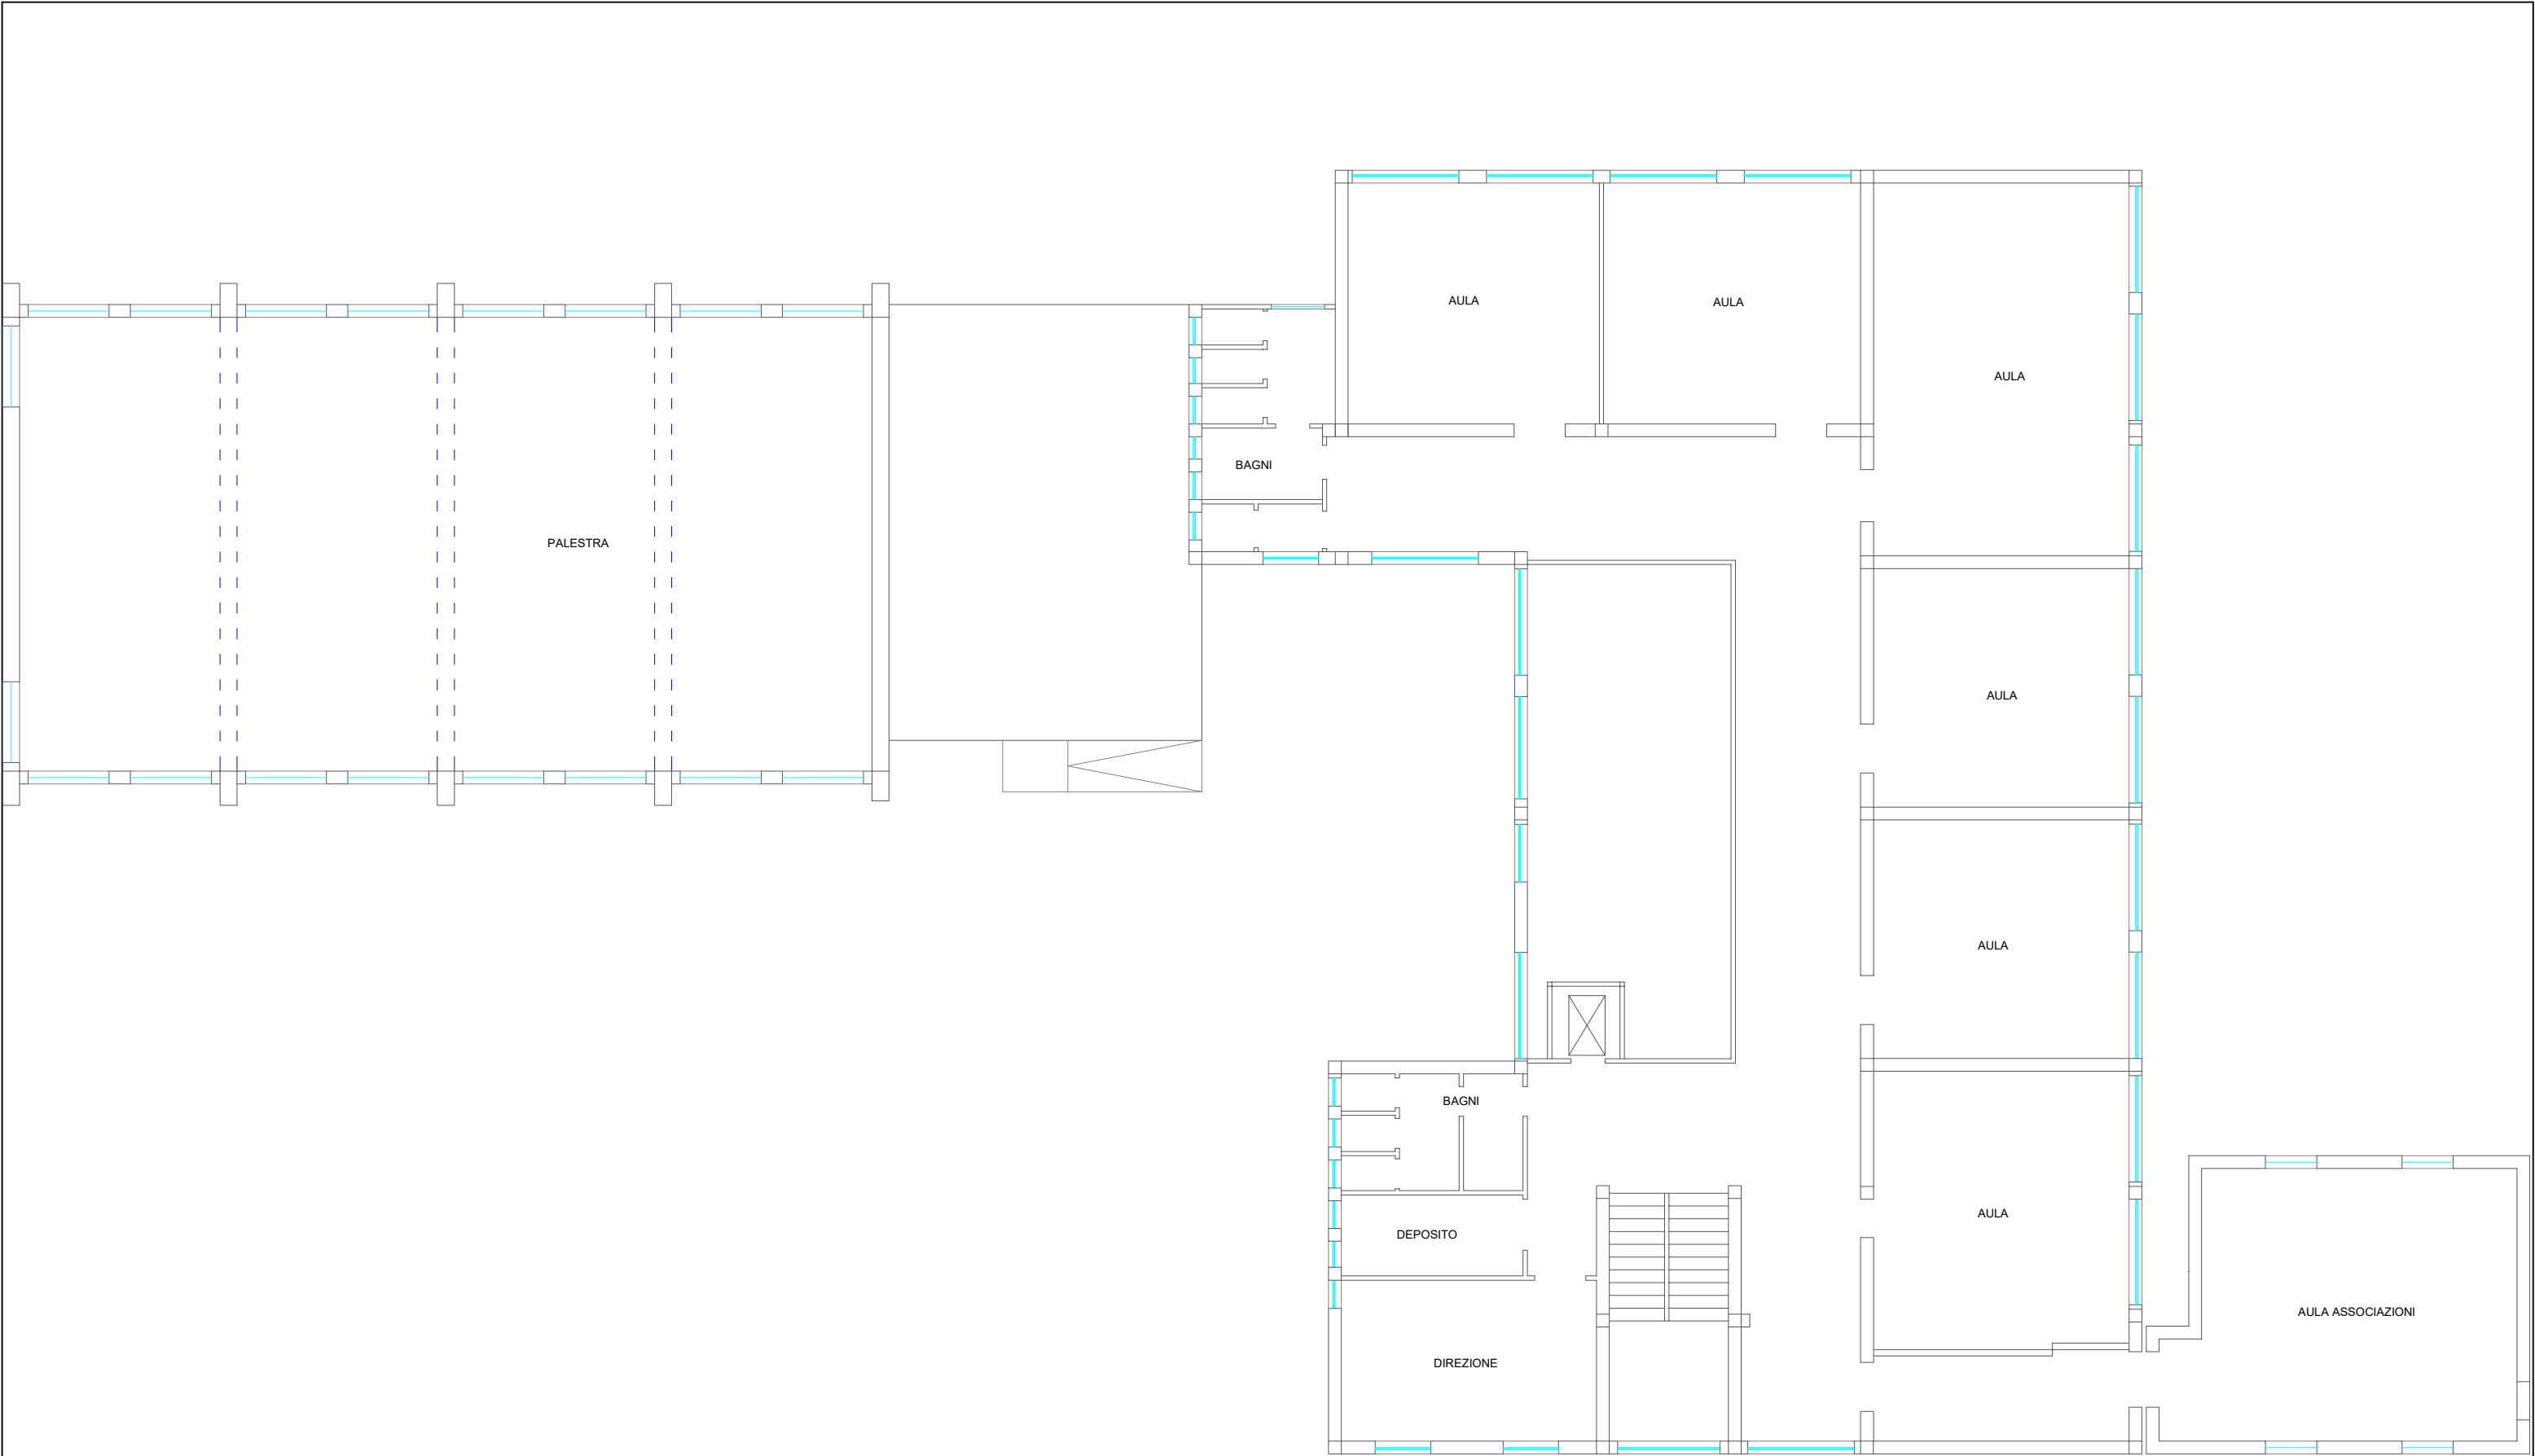 AULA
AULA
AULA
BAGNI
PALESTRA
AULA
AULA
BAGNI
AULA
DEPOSITO
AULA ASSOCIAZIONI
DIREZIONE